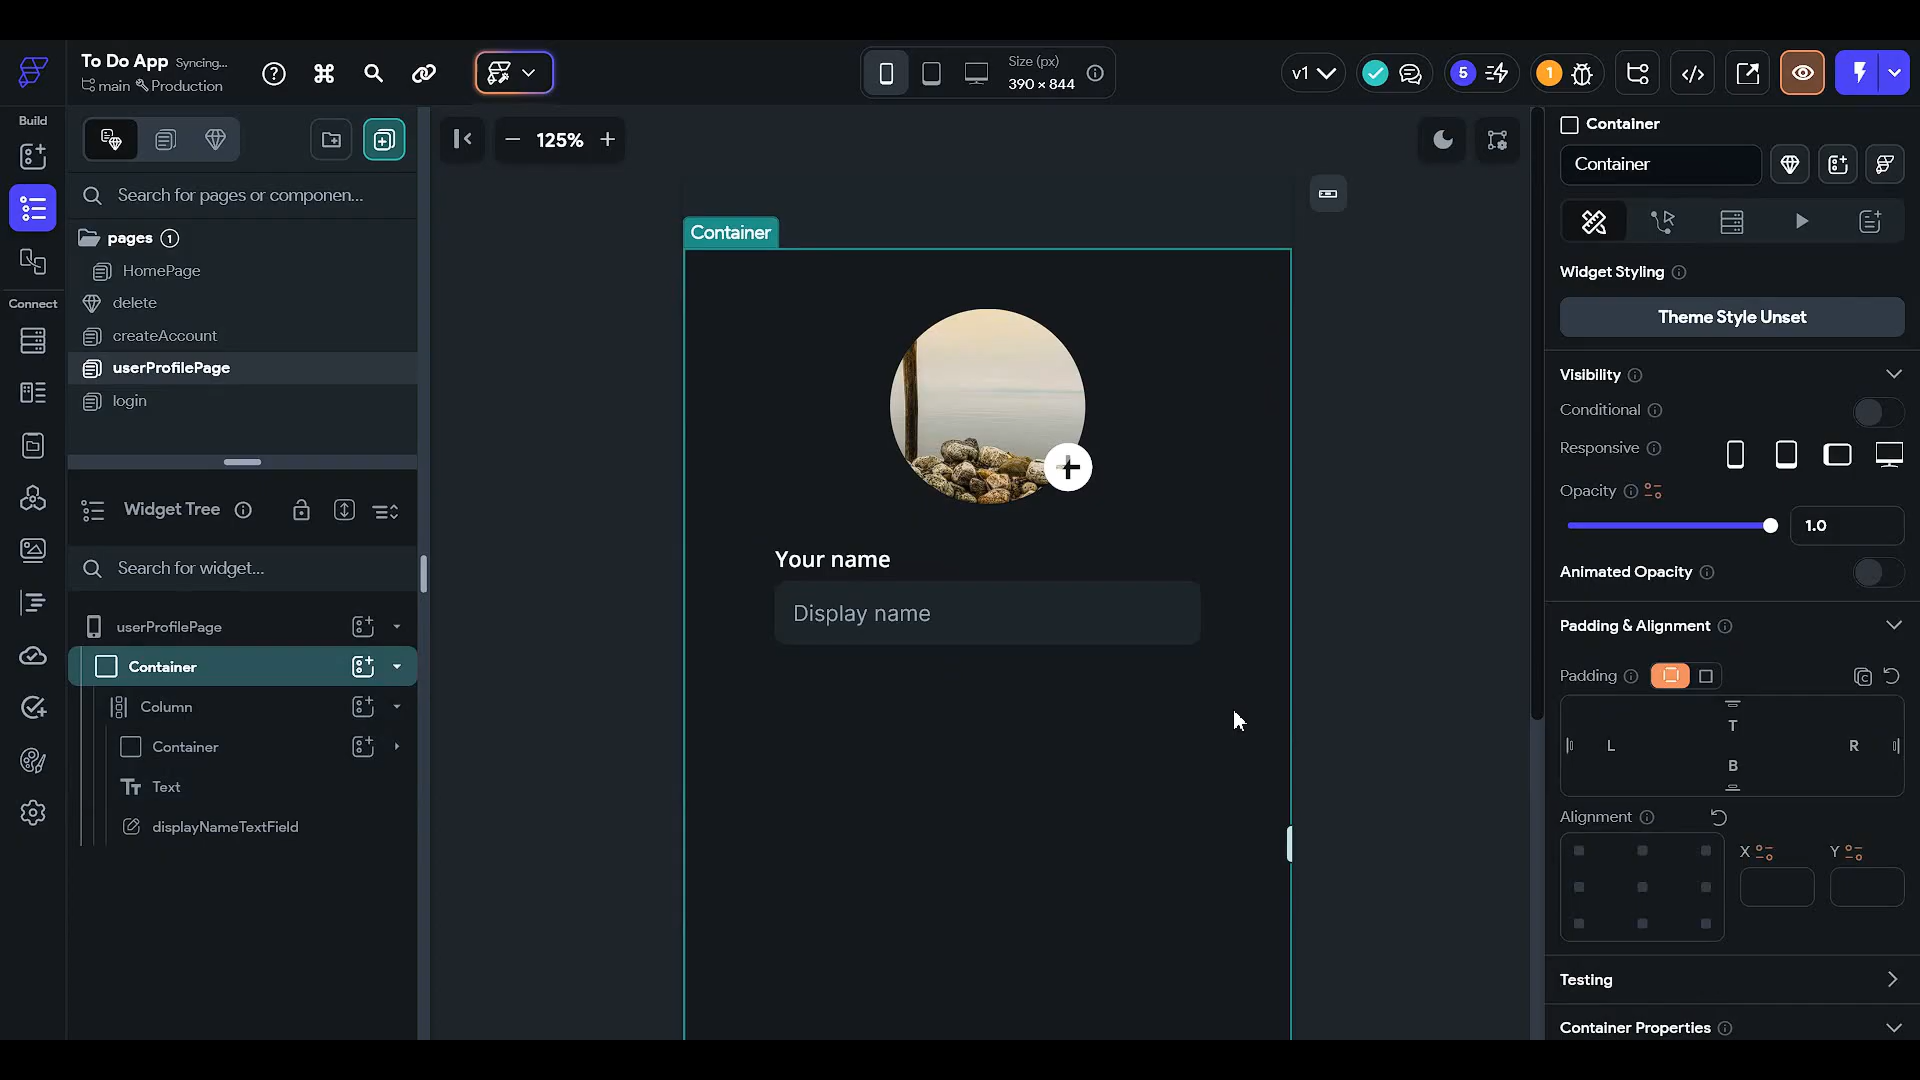 To Do App Syncing...
main Production
125%
Size (px)
390 × 844
v1
5
1
Build
Connect
Search for pages or componen...
pages 1
HomePage
delete
createAccount
userProfilePage
login
Widget Tree
Search for widget...
userProfilePage
Container
Column
Container
Text
displayNameTextField
Container
Your name
Display name
Container
Container
Widget Styling
Theme Style Unset
Visibility
Conditional
Responsive
Opacity
1.0
Animated Opacity
Padding & Alignment
Padding
T
L
R
B
Alignment
X
Y
Testing
Container Properties